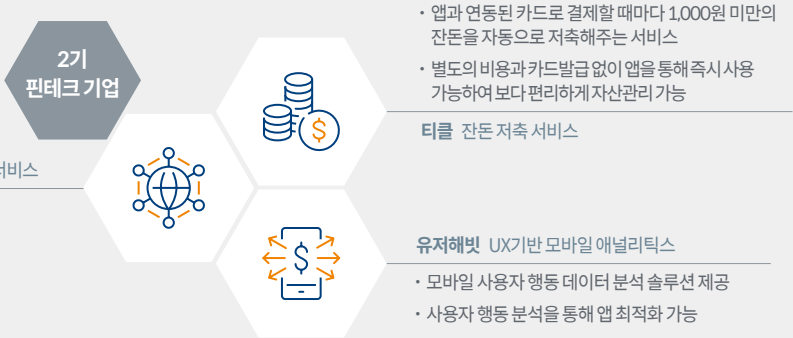 2기
핀테크 기업
· 앱과 연동된 카드로 결제할 때마다 1,000원 미만의
잔돈을 자동으로 저축해주는 서비스
· 별도의 비용과 카드발급 없이 앱을 통해 즉시 사용
가능하여 보다 편리하게 자산관리 가능
티클 잔돈 저축 서비스
서비스
유저해빗 UX기반 모바일 애널리틱스
· 모바일 사용자 행동 데이터 분석 솔루션 제공
· 사용자 행동 분석을 통해 앱 최적화 가능